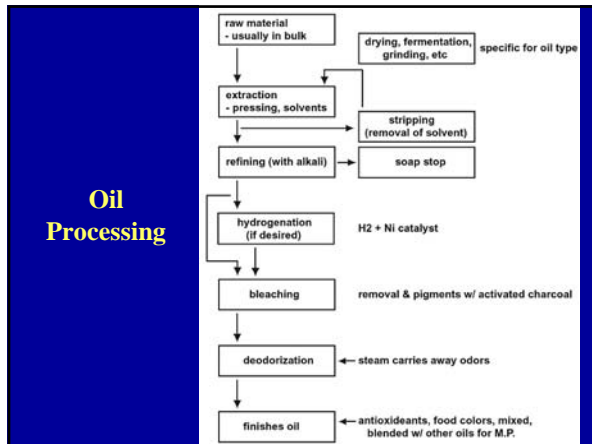 Oil
Processing
raw material
- usually in bulk
drying, fermentation,
grinding, etc
specific for oil type
extraction
- pressing, solvents
stripping
(removal of solvent)
refining (with alkali)
soap stop
hydrogenation
(if desired)
H2 + Ni catalyst
bleaching
removal & pigments w/ activated charcoal
deodorization
steam carries away odors
finishes oil
antioxideants, food colors, mixed,
blended w/ other oils for M.P.